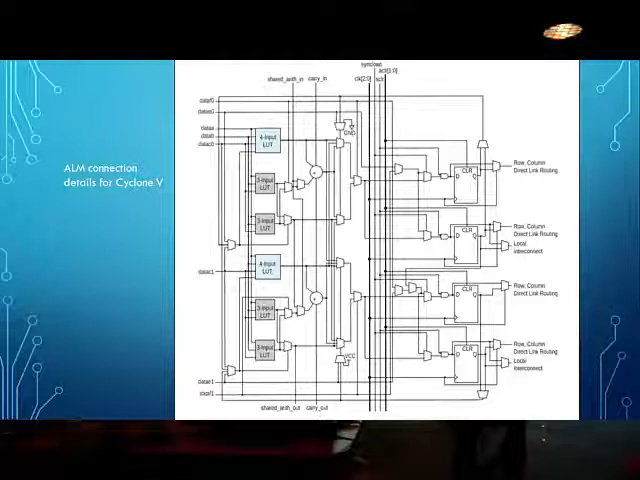 ALM connection
details for Cyclone V
syncload
aclr[1:0]
shared_arith_in
carry_in
clk[2:0]
sclr
dataf0
datae0
dataa
datab
datac0
GND
4-Input
LUT
3-Input
LUT
3-Input
LUT
4-Input
LUT
datac1
3-Input
LUT
3-Input
LUT
VCC
datae1
dataf1
shared_arith_out
carry_out
CLR
D
Q
Row, Column
Direct Link Routing
CLR
D
Q
Row, Column
Direct Link Routing
Local
Interconnect
CLR
D
Q
Row, Column
Direct Link Routing
CLR
D
Q
Row, Column
Direct Link Routing
Local
Interconnect